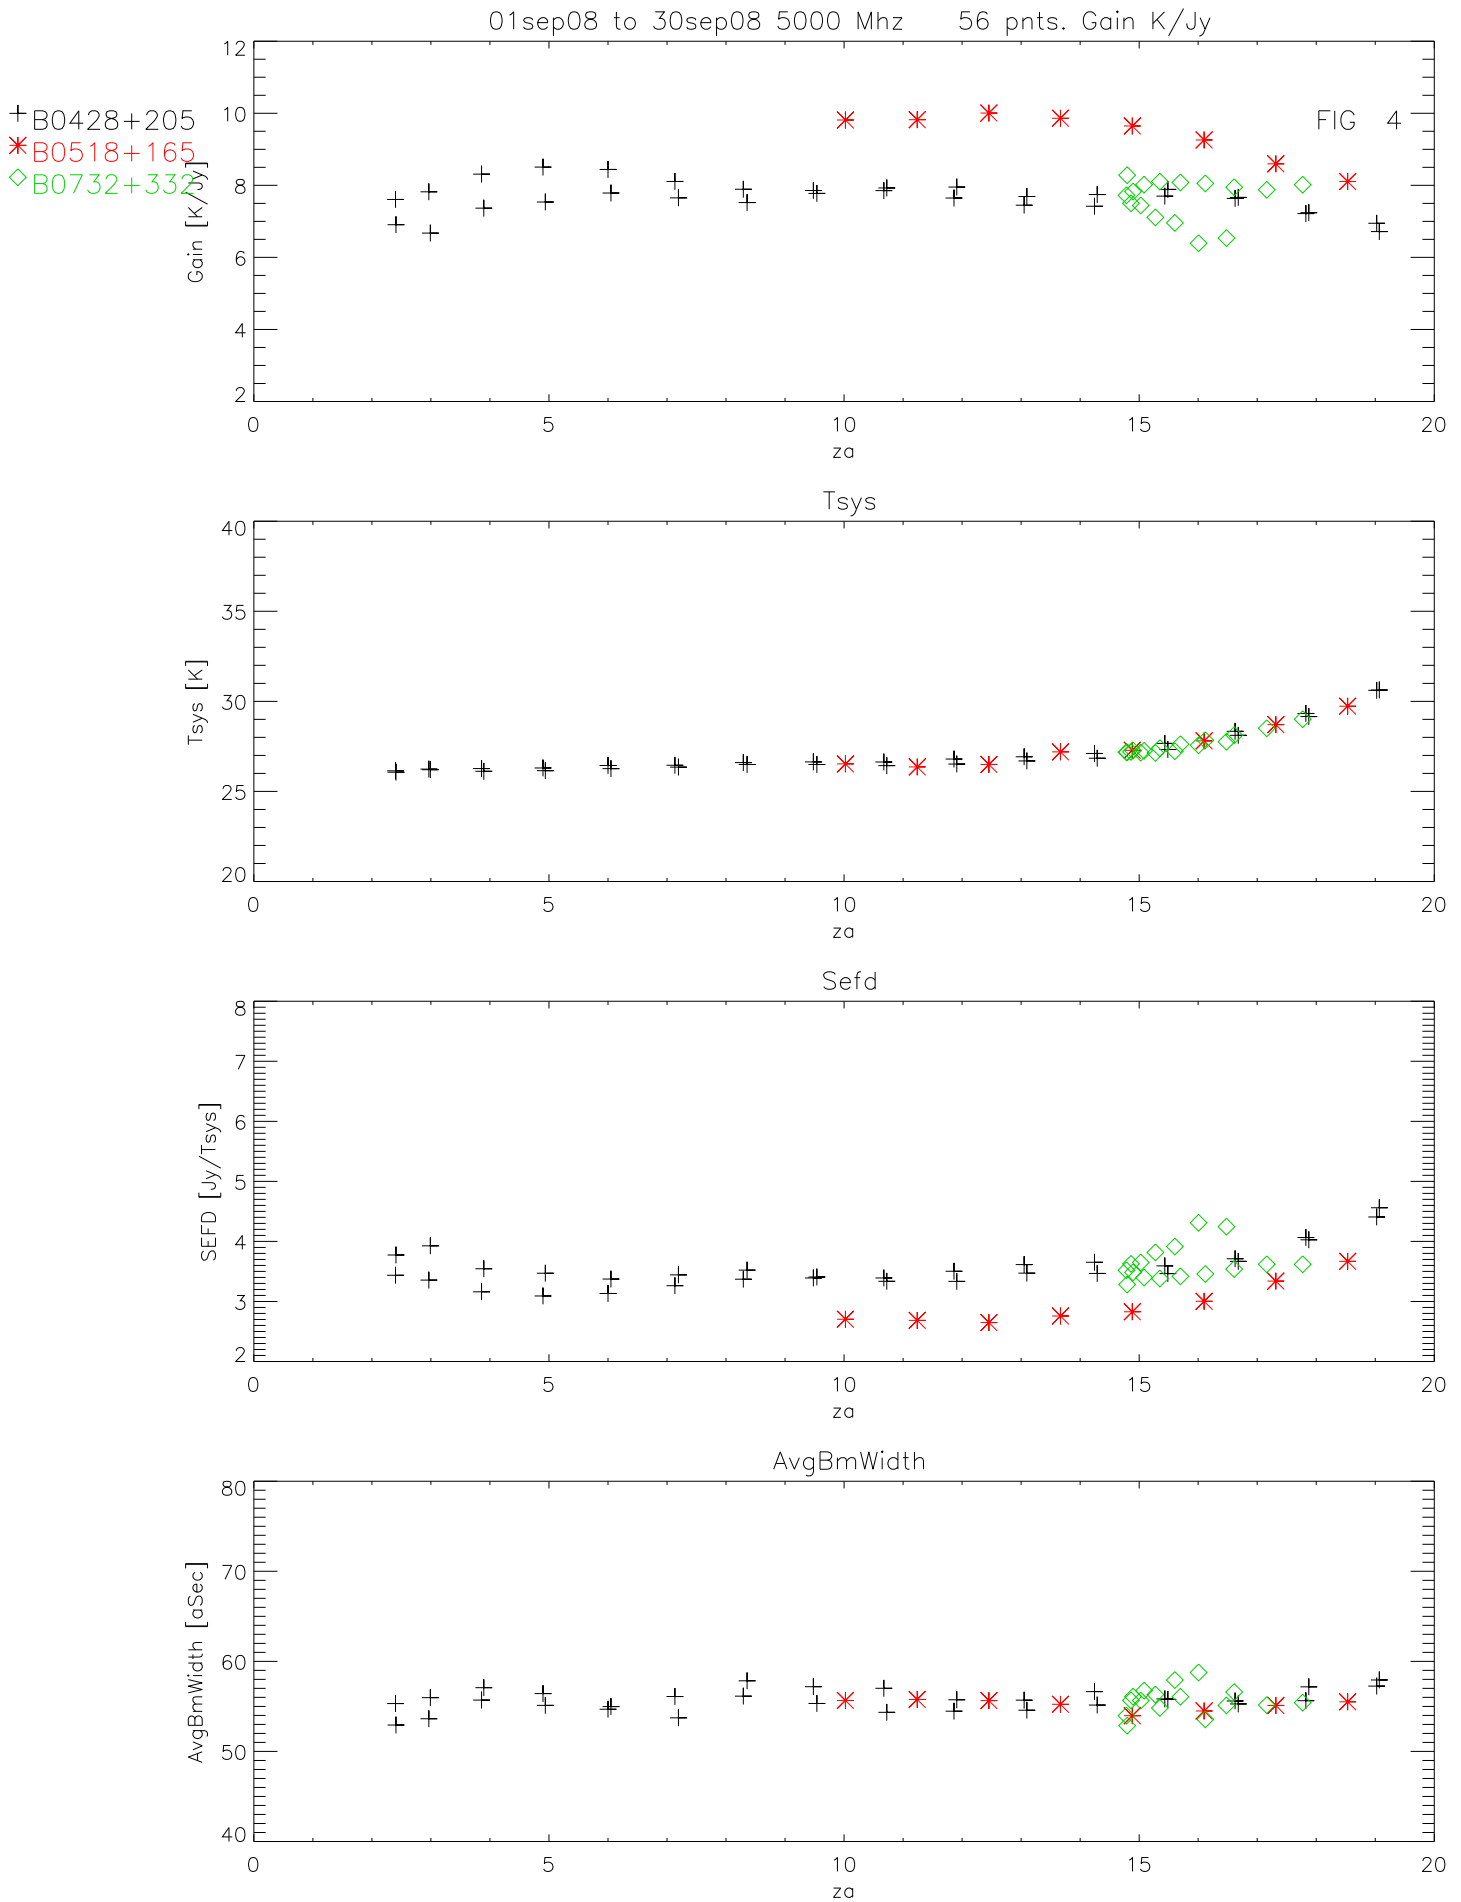 01sep08 to 30sep08 5000 Mhz 56 pnts. Gain K/Jy
B0428+205
B0518+165
B0732+332
FIG 4
Gain [K/Jy]
12
10
8
6
4
2
0 5 10 15 20
za
Tsys
Tsys [K]
40
35
30
25
20
0 5 10 15 20
za
Sefd
SEFD [Jy/Tsys]
8
7
6
5
4
3
2
0 5 10 15 20
za
AvgBmWidth
AvgBmWidth [aSec]
80
70
60
50
40
0 5 10 15 20
za